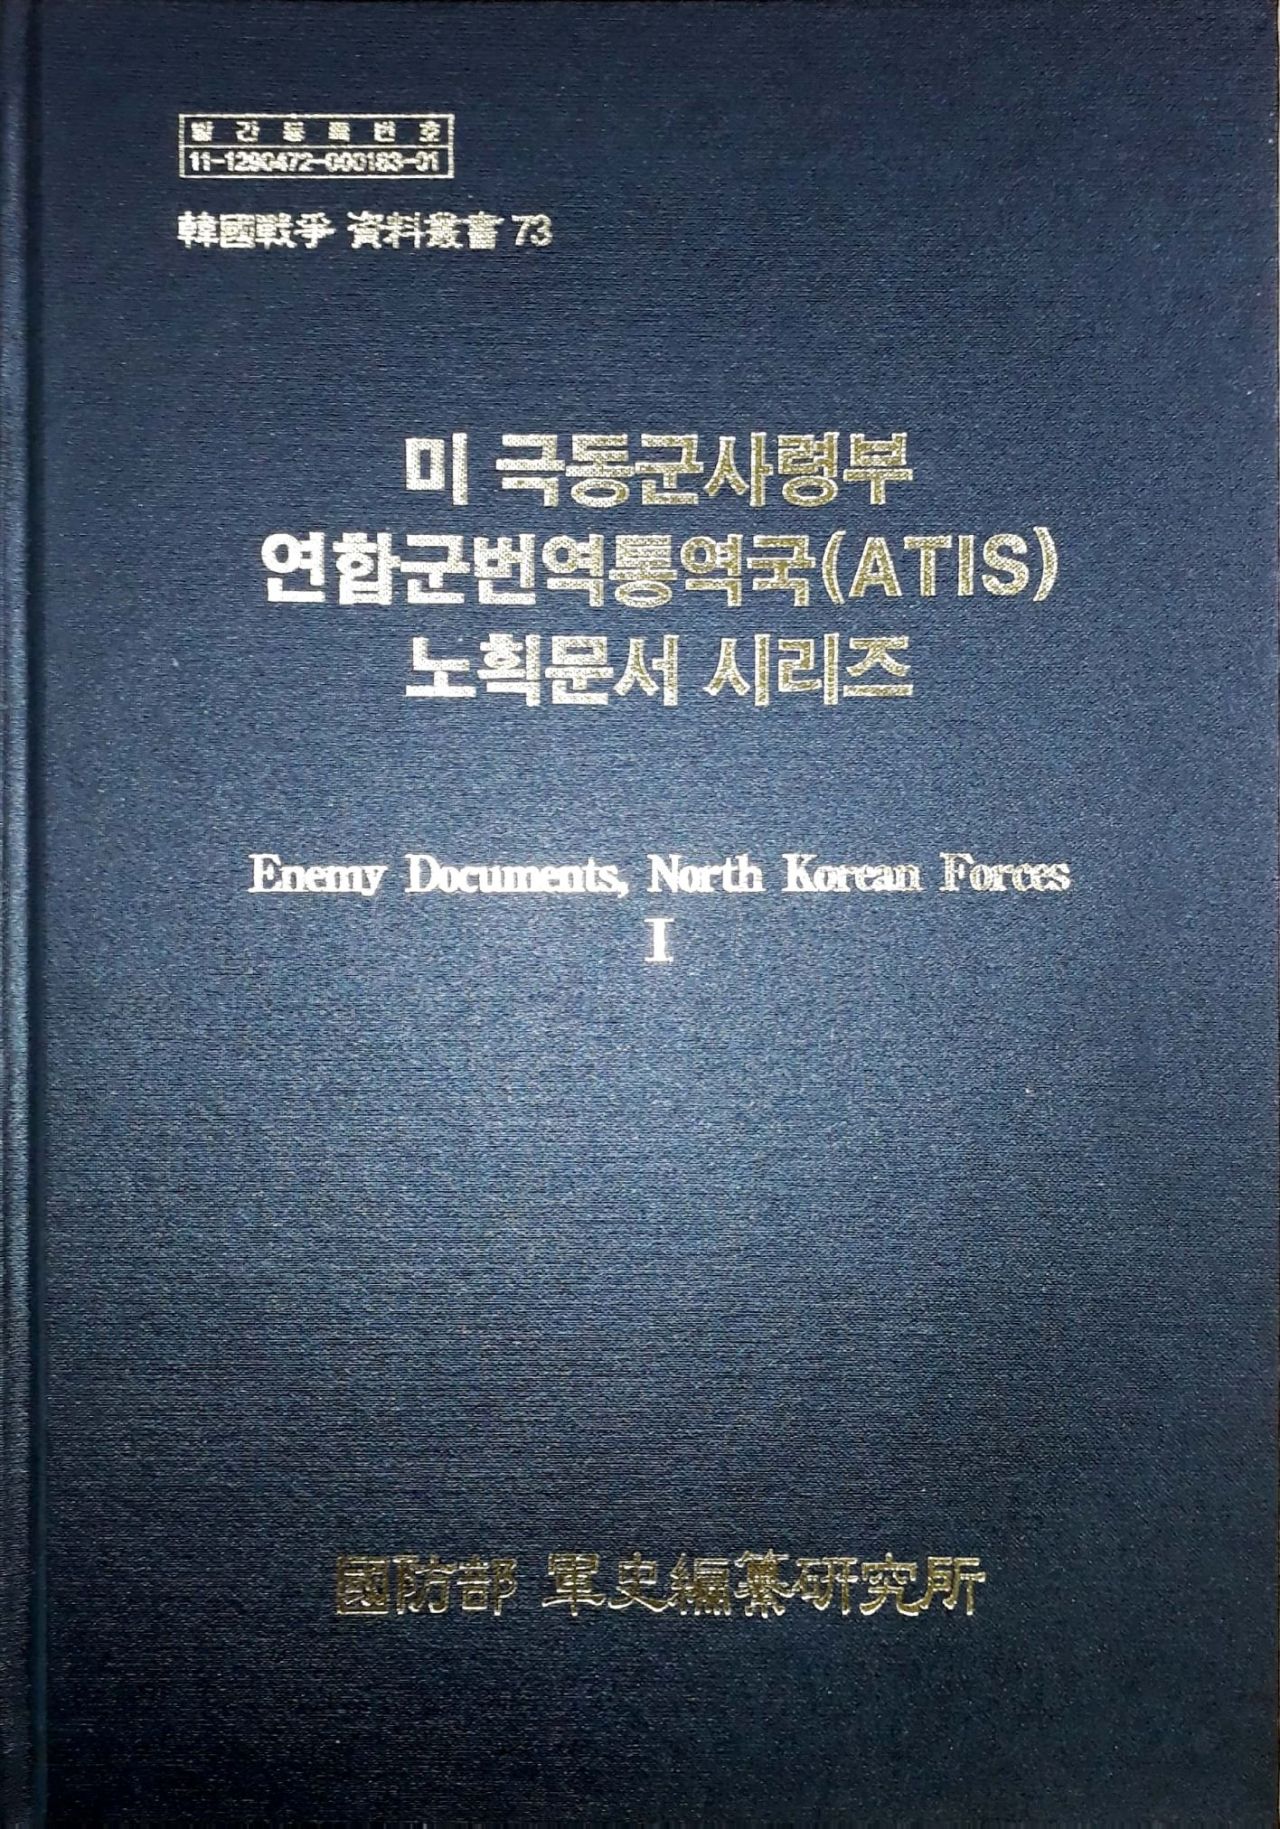 발간등록번호
11-1290472-000183-01
韓國戰爭 資料叢書 73
미 극동군사령부
연합군번역통역국(ATIS)
노획문서 시리즈
Enemy Documents, North Korean Forces
I
國防部 軍史編纂硏究所